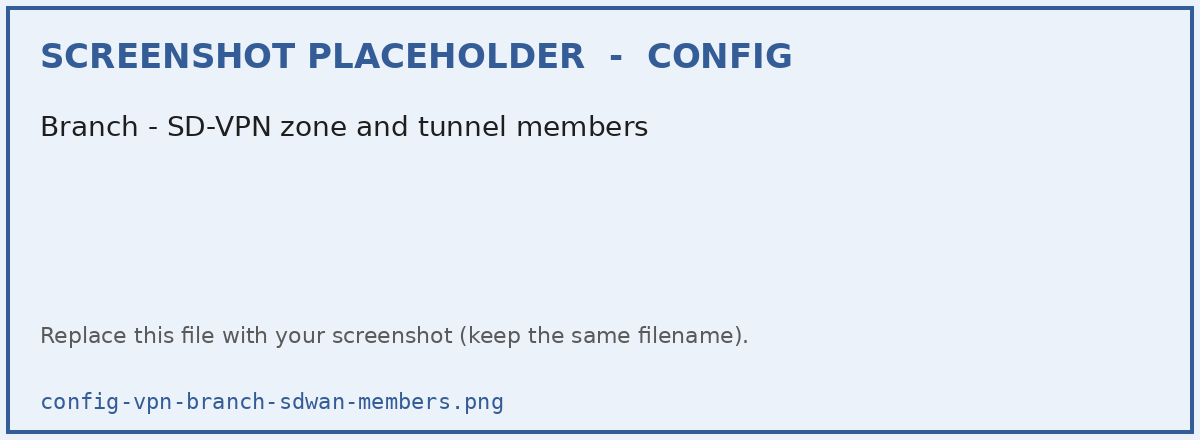 SCREENSHOT PLACEHOLDER - CONFIG
Branch - SD-VPN zone and tunnel members
Replace this file with your screenshot (keep the same filename).
config-vpn-branch-sdwan-members.png